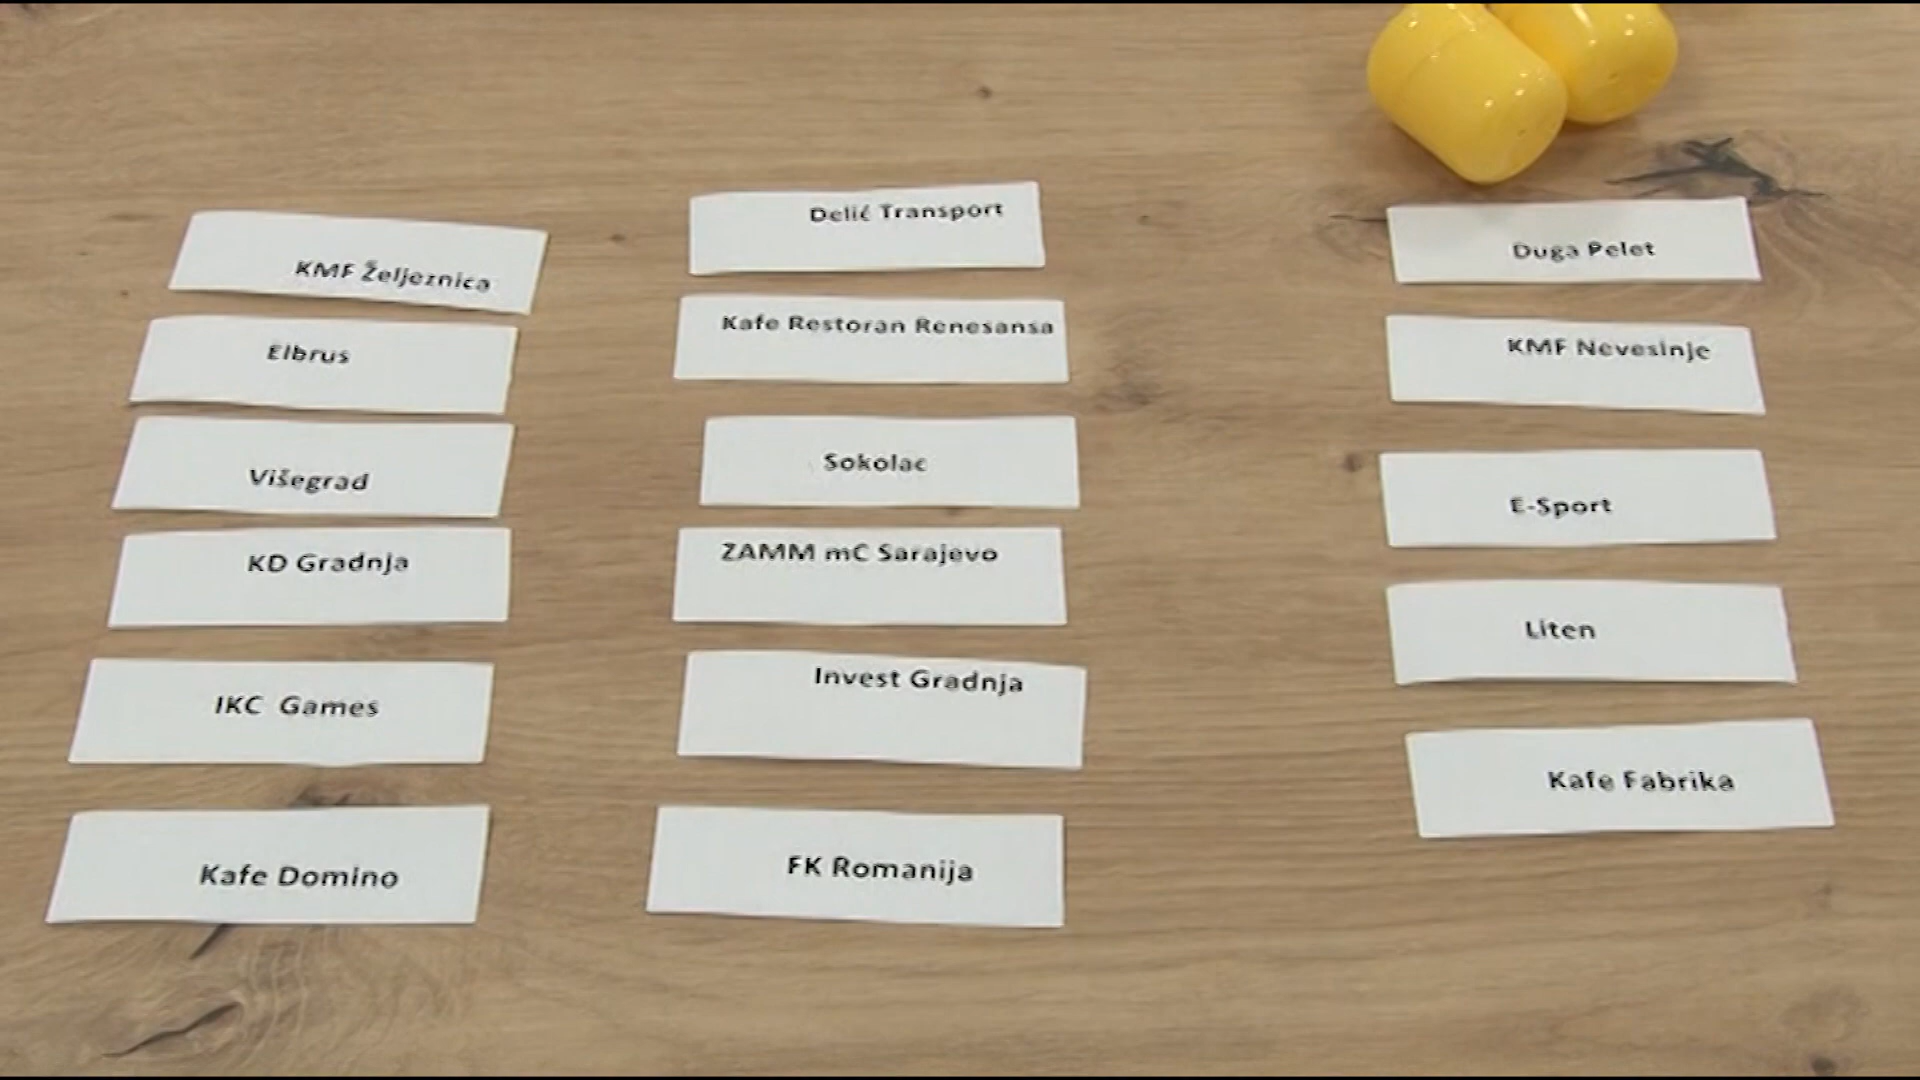 KMF Željeznica
Elbrus
Višegrad
KD Gradnja
IKC Games
Kafe Domino
Delić Transport
Kafe Restoran Renesansa
Sokolac
ZAMM mC Sarajevo
Invest Gradnja
FK Romanija
Duga Pelet
KMF Nevesinje
E-Sport
Liten
Kafe Fabrika